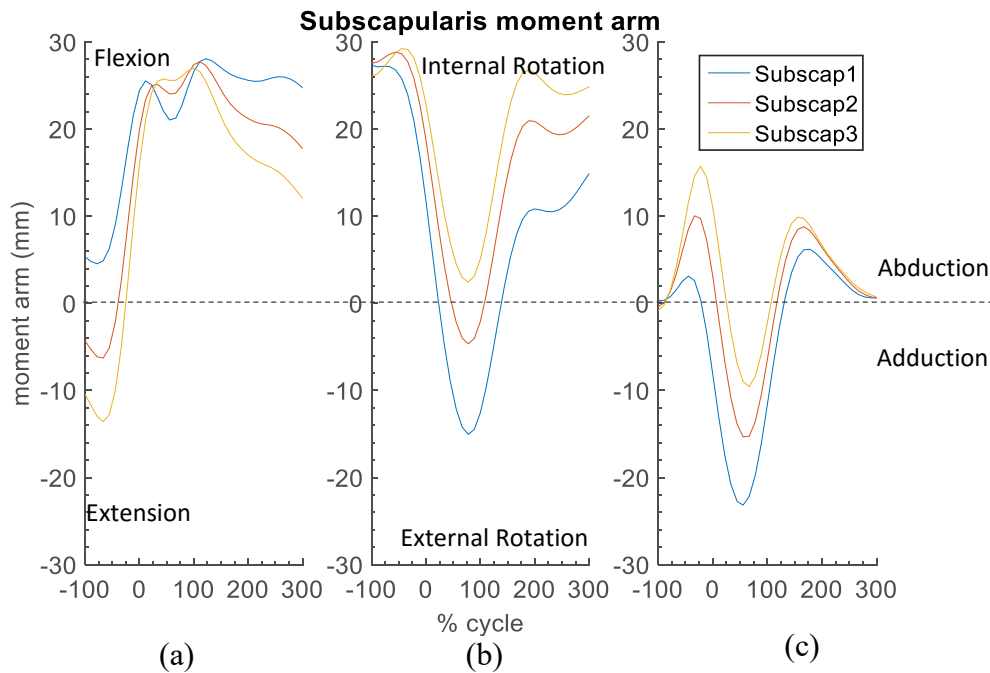 Subscapularis moment arm
30
20
10
0
-10
-20
-30
-100 0 100 200 300
moment arm (mm)
Flexion
Extension
(a)
30
20
10
0
-10
-20
-30
-100 0 100 200 300
% cycle
Internal Rotation
External Rotation
(b)
30
20
10
0
-10
-20
-30
-100 0 100 200 300
Subscap1
Subscap2
Subscap3
Abduction
Adduction
(c)